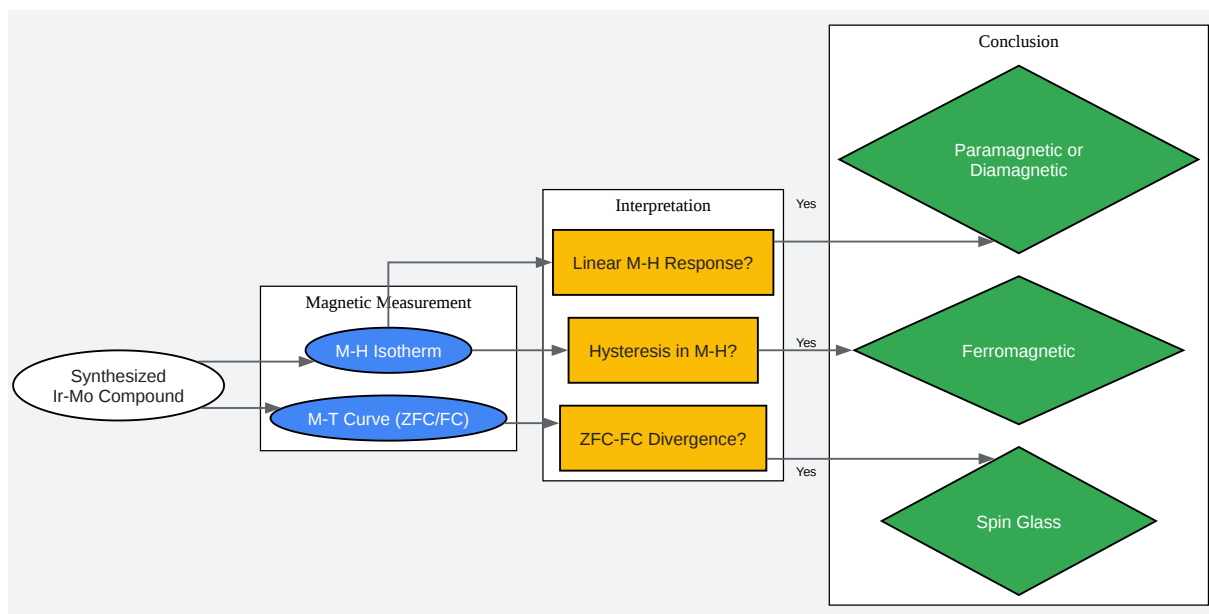 Synthesized
Ir-Mo Compound
Magnetic Measurement
M-H Isotherm
M-T Curve (ZFC/FC)
Interpretation
Linear M-H Response?
Hysteresis in M-H?
ZFC-FC Divergence?
Yes
Yes
Yes
Conclusion
Paramagnetic or
Diamagnetic
Ferromagnetic
Spin Glass